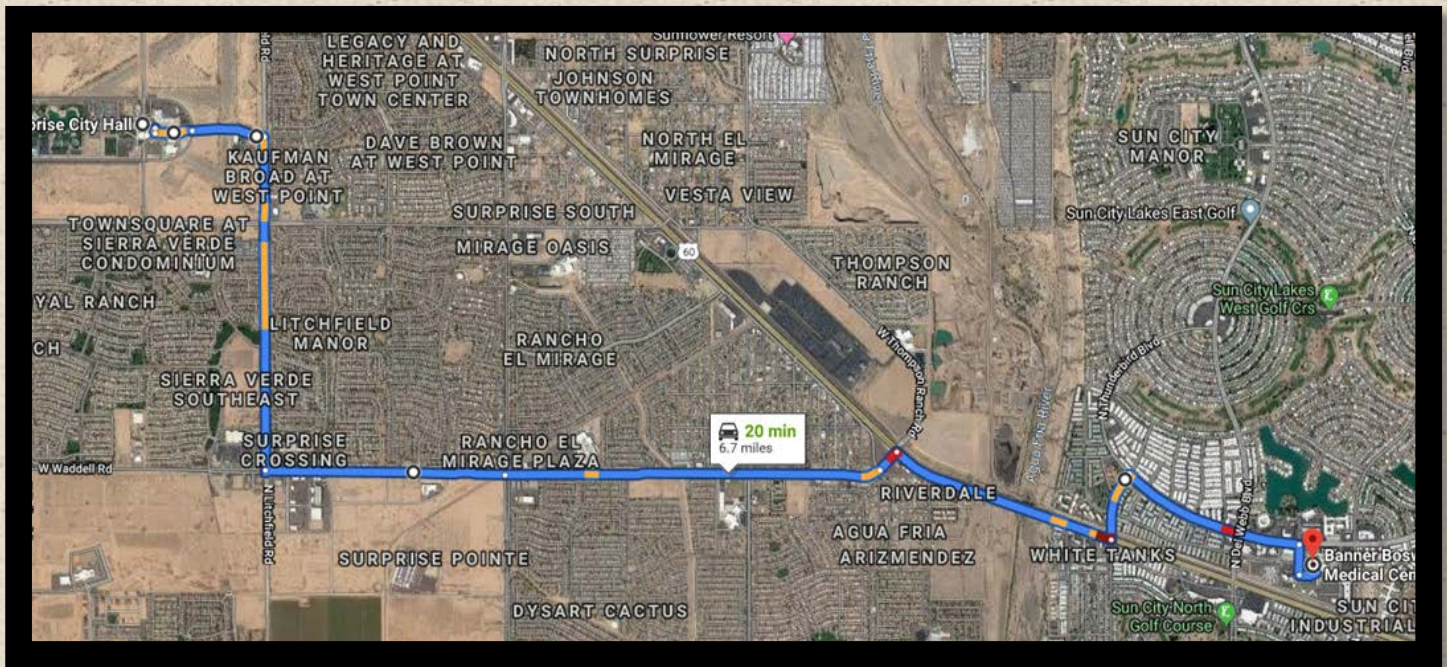 Sunflower Resort
LEGACY AND
HERITAGE AT
WEST POINT
TOWN CENTER
NORTH SURPRISE
JOHNSON
TOWNHOMES
prise City Hall
KAUFMAN
BROAD AT
WEST POINT
DAVE BROWN
AT WEST POINT
NORTH EL
MIRAGE
VESTA VIEW
SUN CITY
MANOR
Sun City Lakes East Golf
TOWNSQUARE AT
SIERRA VERDE
CONDOMINIUM
SURPRISE SOUTH
MIRAGE OASIS
60
THOMPSON
RANCH
YAL RANCH
Sun City Lakes
West Golf Crs
LITCHFIELD
MANOR
RANCHO
EL MIRAGE
W Thompson Ranch Rd
N Thunderbird Blvd
CH
SIERRA VERDE
SOUTHEAST
Agua Fria River
SURPRISE
CROSSING
RANCHO EL
MIRAGE PLAZA
20 min
6.7 miles
W Waddell Rd
N Litchfield Rd
RIVERDALE
N Del Webb Blvd
AGUA FRIA
ARIZMENDEZ
WHITE TANKS
SURPRISE POINTE
Banner Bosw
Medical Cen
DYSART CACTUS
Sun City North
Golf Course
SUN CIT
INDUSTRIAL